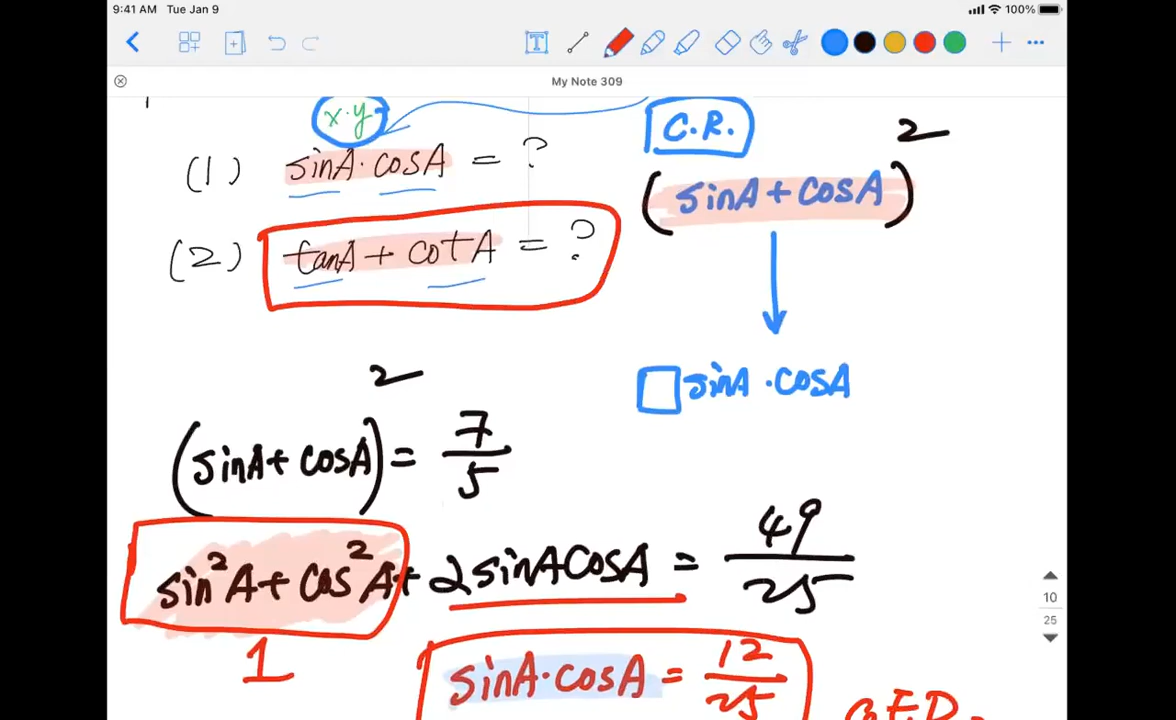 9:41 AM Tue Jan 9
100%
My Note 309
x·y
C.R.
(1) sinA·cosA = ?
(sinA+cosA)²
(2) tanA + cotA = ?
□sinA·cosA
(sinA+cosA)² = 7/5
sin²A + cos²A + 2sinAcosA = 49/25
10
25
1
sinA·cosA = 12/25
Q.E.D.